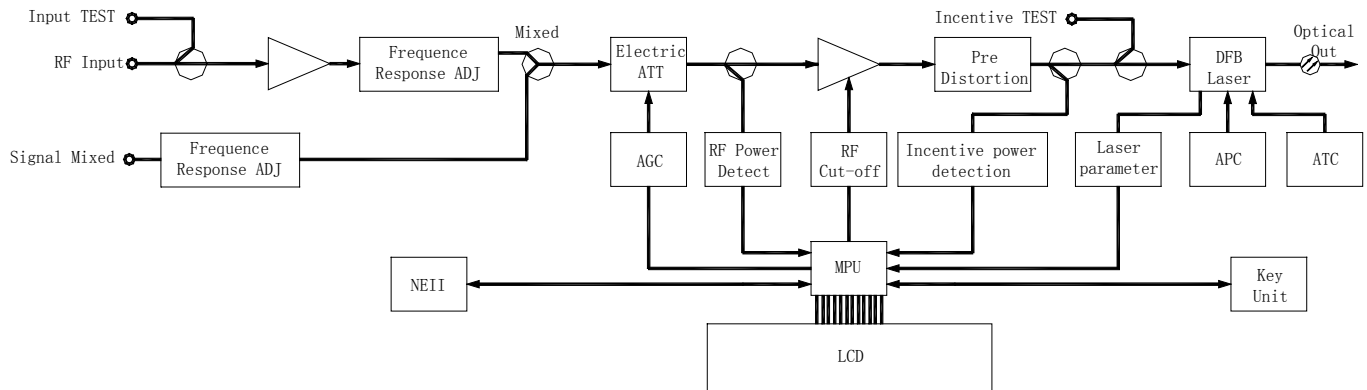 Input TEST
RF Input
Frequence
Response ADJ
Mixed
Electric
ATT
Incentive TEST
Pre
Distortion
DFB
Laser
Optical
Out
Signal Mixed
Frequence
Response ADJ
AGC
RF Power
Detect
RF
Cut-off
Incentive power
detection
Laser
parameter
APC
ATC
NEII
MPU
Key
Unit
LCD